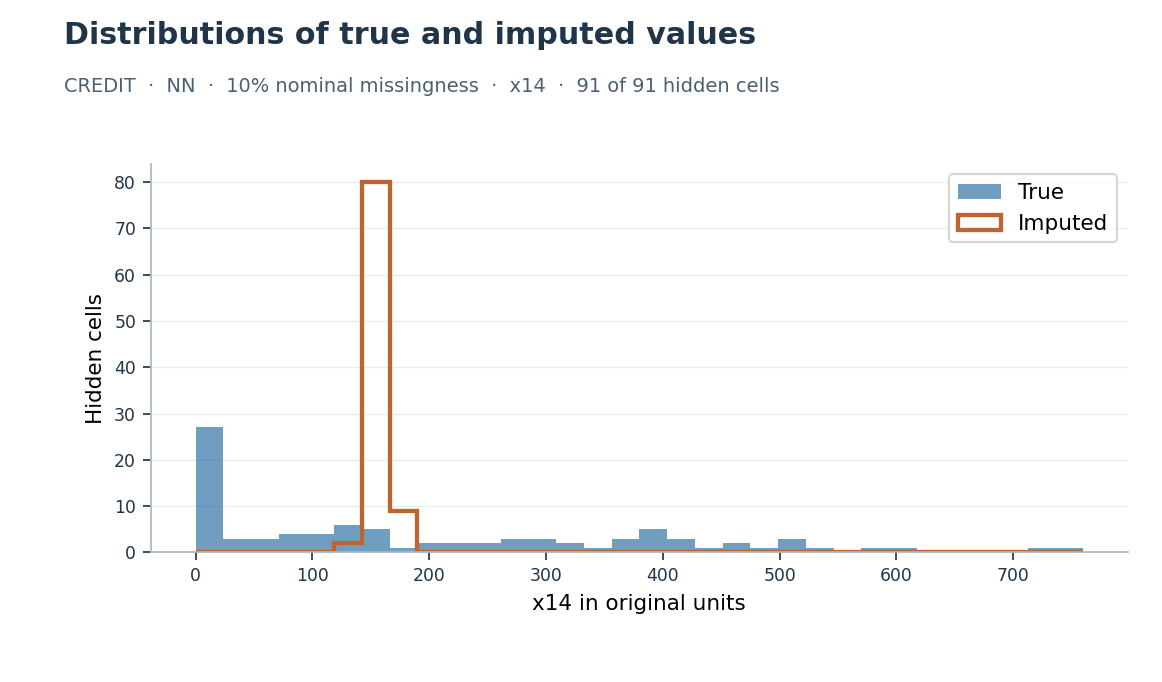 Distributions of true and imputed values
CREDIT · NN · 10% nominal missingness · x14 · 91 of 91 hidden cells
True
Imputed
Hidden cells
80
70
60
50
40
30
20
10
0
0 100 200 300 400 500 600 700
x14 in original units